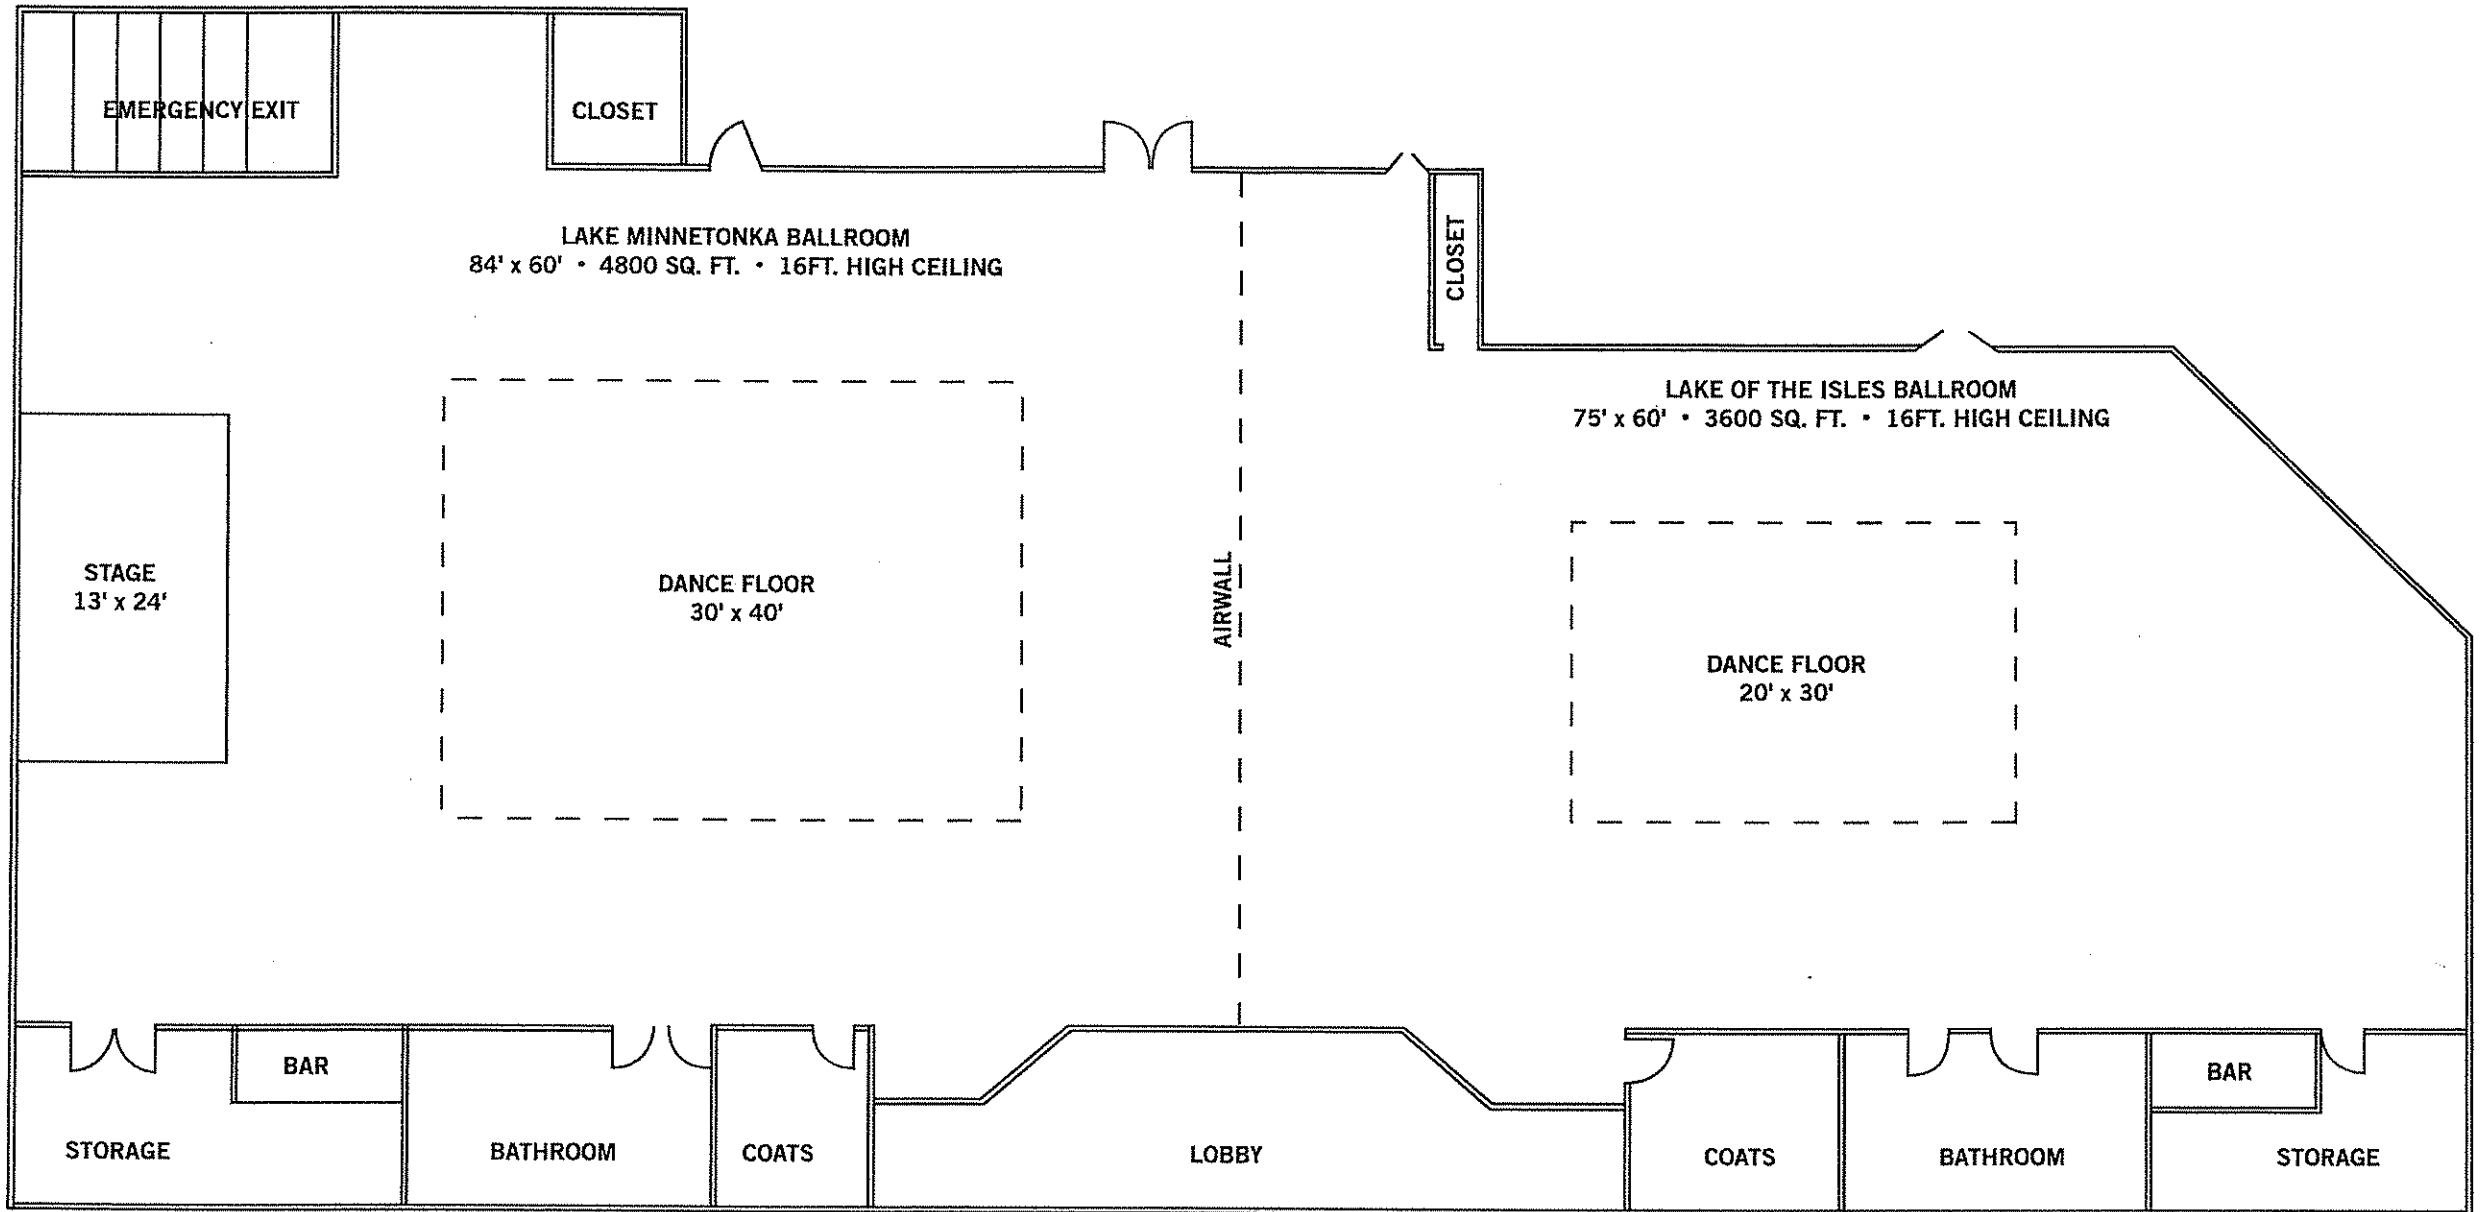 EMERGENCY EXIT
CLOSET
LAKE MINNETONKA BALLROOM
84' x 60' • 4800 SQ. FT. • 16FT. HIGH CEILING
CLOSET
LAKE OF THE ISLES BALLROOM
75' x 60' • 3600 SQ. FT. • 16FT. HIGH CEILING
STAGE
13' x 24'
DANCE FLOOR
30' x 40'
AIRWALL
DANCE FLOOR
20' x 30'
BAR
STORAGE
BATHROOM
COATS
LOBBY
COATS
BATHROOM
BAR
STORAGE